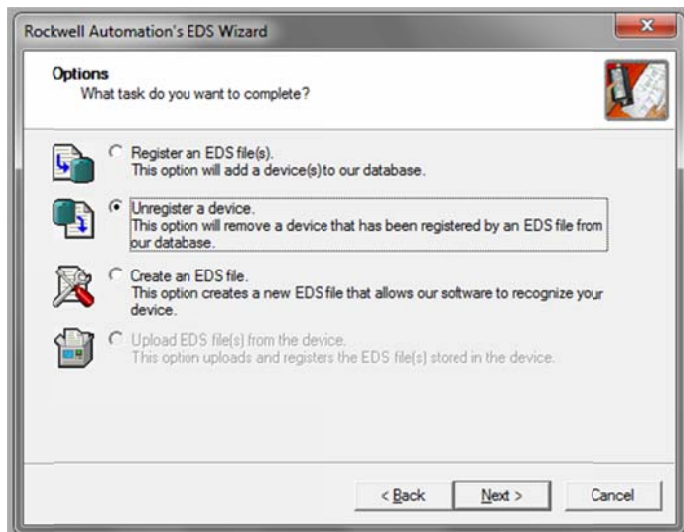 Rockwell Automation's EDS Wizard
Options
What task do you want to complete?
Register an EDS file(s).
This option will add a device(s)to our database.
Unregister a device.
This option will remove a device that has been registered by an EDS file from
our database.
Create an EDS file.
This option creates a new EDS file that allows our software to recognize your
device.
Upload EDS file(s) from the device.
This option uploads and registers the EDS file(s) stored in the device.
< Back
Next >
Cancel